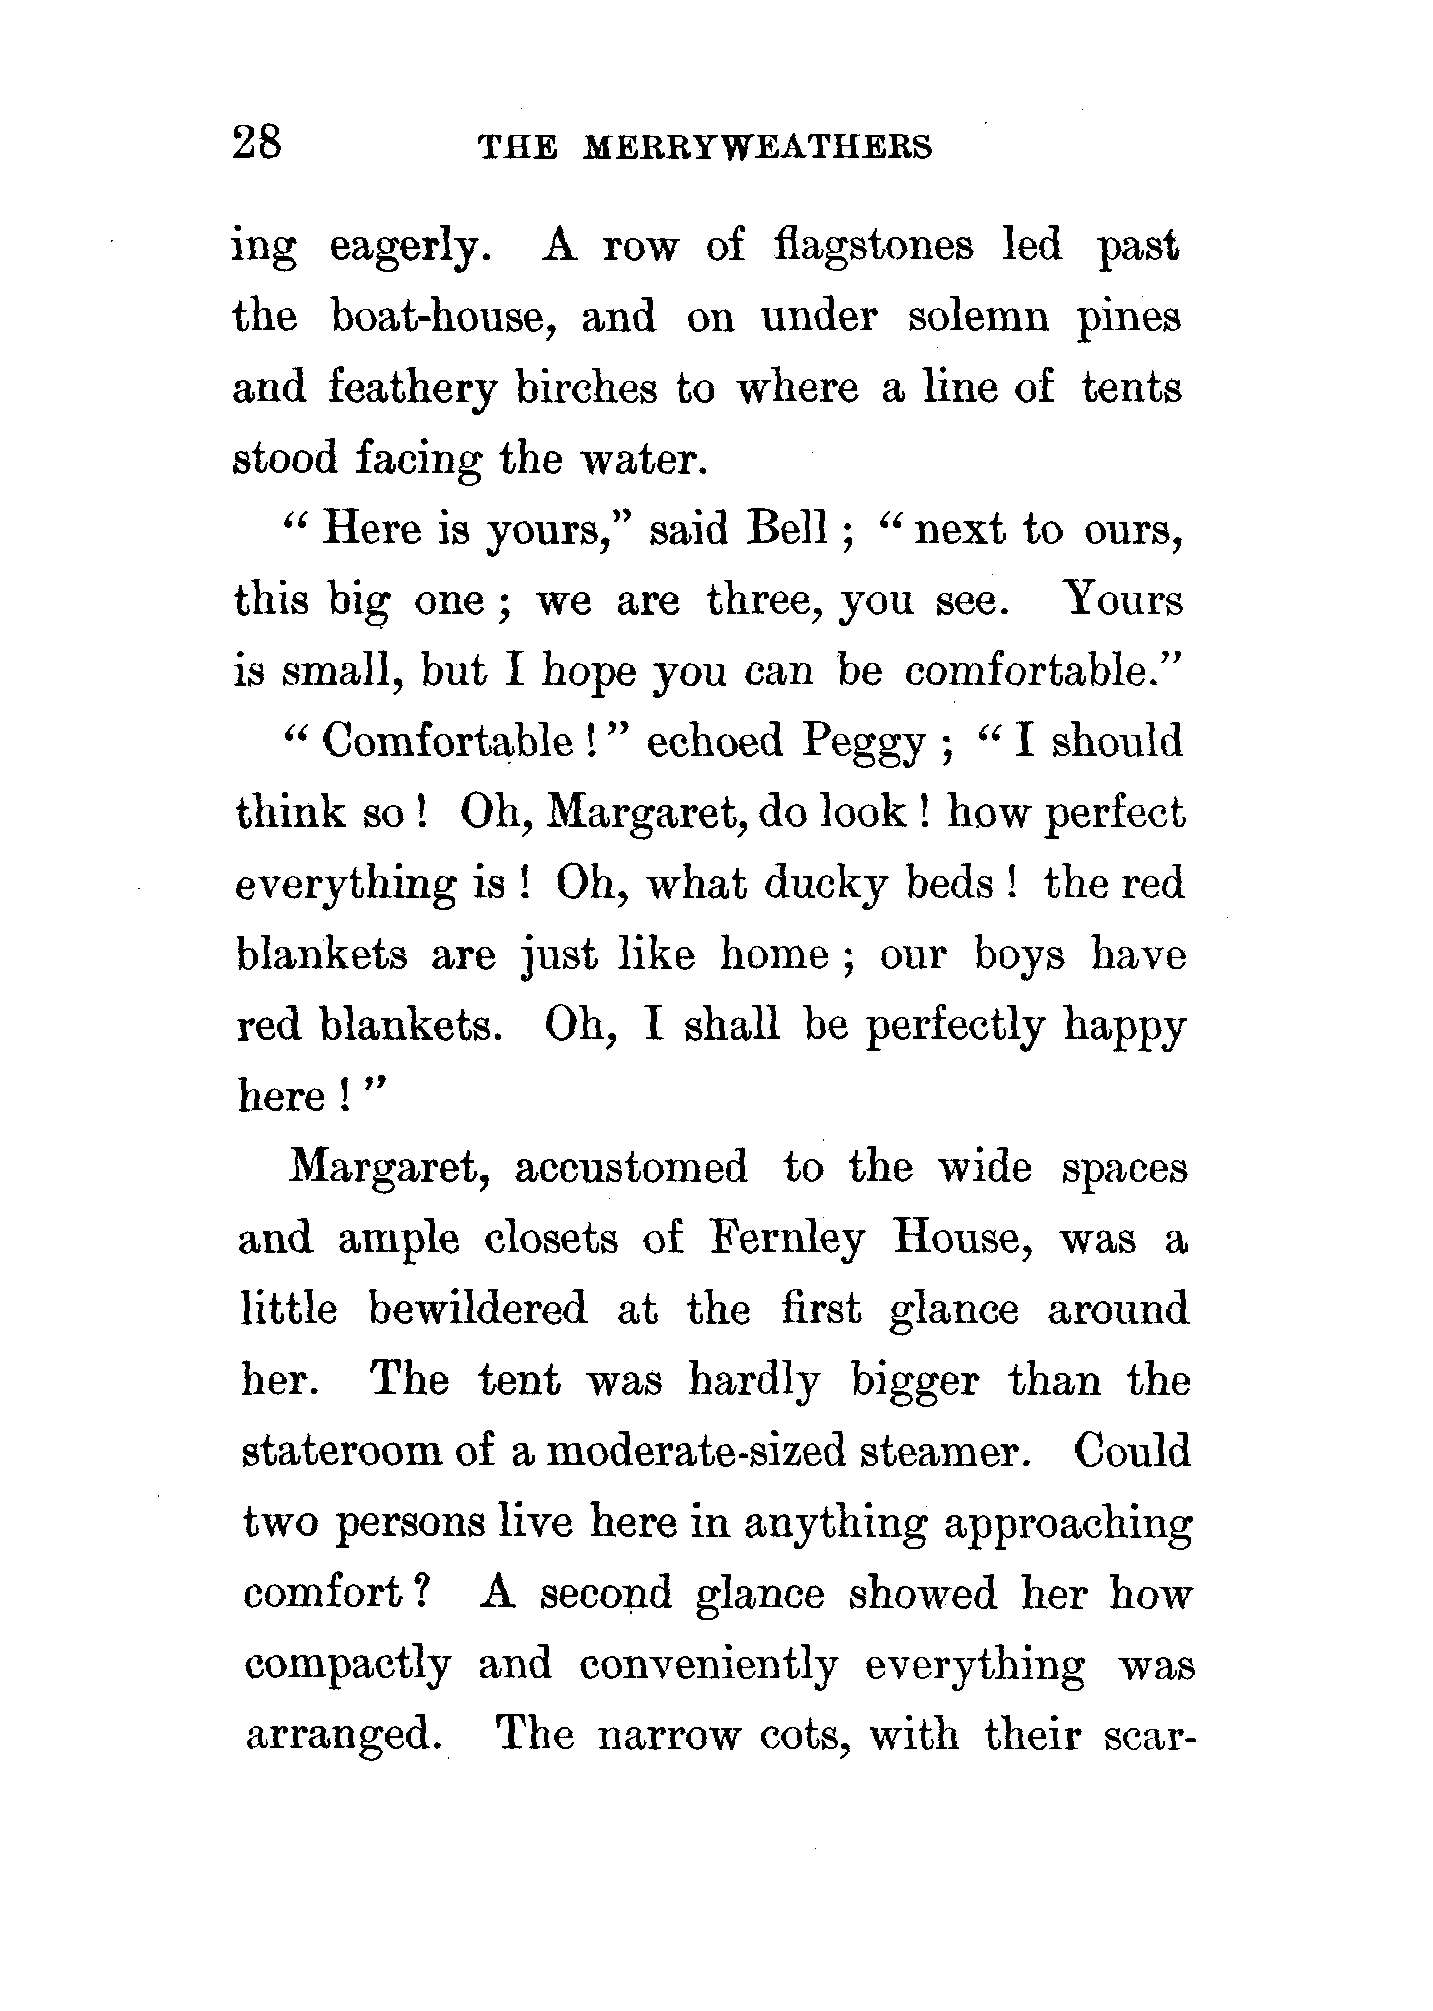 28 THE MERRYWEATHERS
ing eagerly. A row of flagstones led past
the boat-house, and on under solemn pines
and feathery birches to where a line of tents
stood facing the water.
“ Here is yours,” said Bell ; “ next to ours,
this big one ; we are three, you see. Yours
is small, but I hope you can be comfortable.”
“ Comfortable ! ” echoed Peggy ; “ I should
think so ! Oh, Margaret, do look ! how perfect
everything is ! Oh, what ducky beds ! the red
blankets are just like home ; our boys have
red blankets. Oh, I shall be perfectly happy
here ! ”
Margaret, accustomed to the wide spaces
and ample closets of Fernley House, was a
little bewildered at the first glance around
her. The tent was hardly bigger than the
stateroom of a moderate-sized steamer. Could
two persons live here in anything approaching
comfort ? A second glance showed her how
compactly and conveniently everything was
arranged. The narrow cots, with their scar-